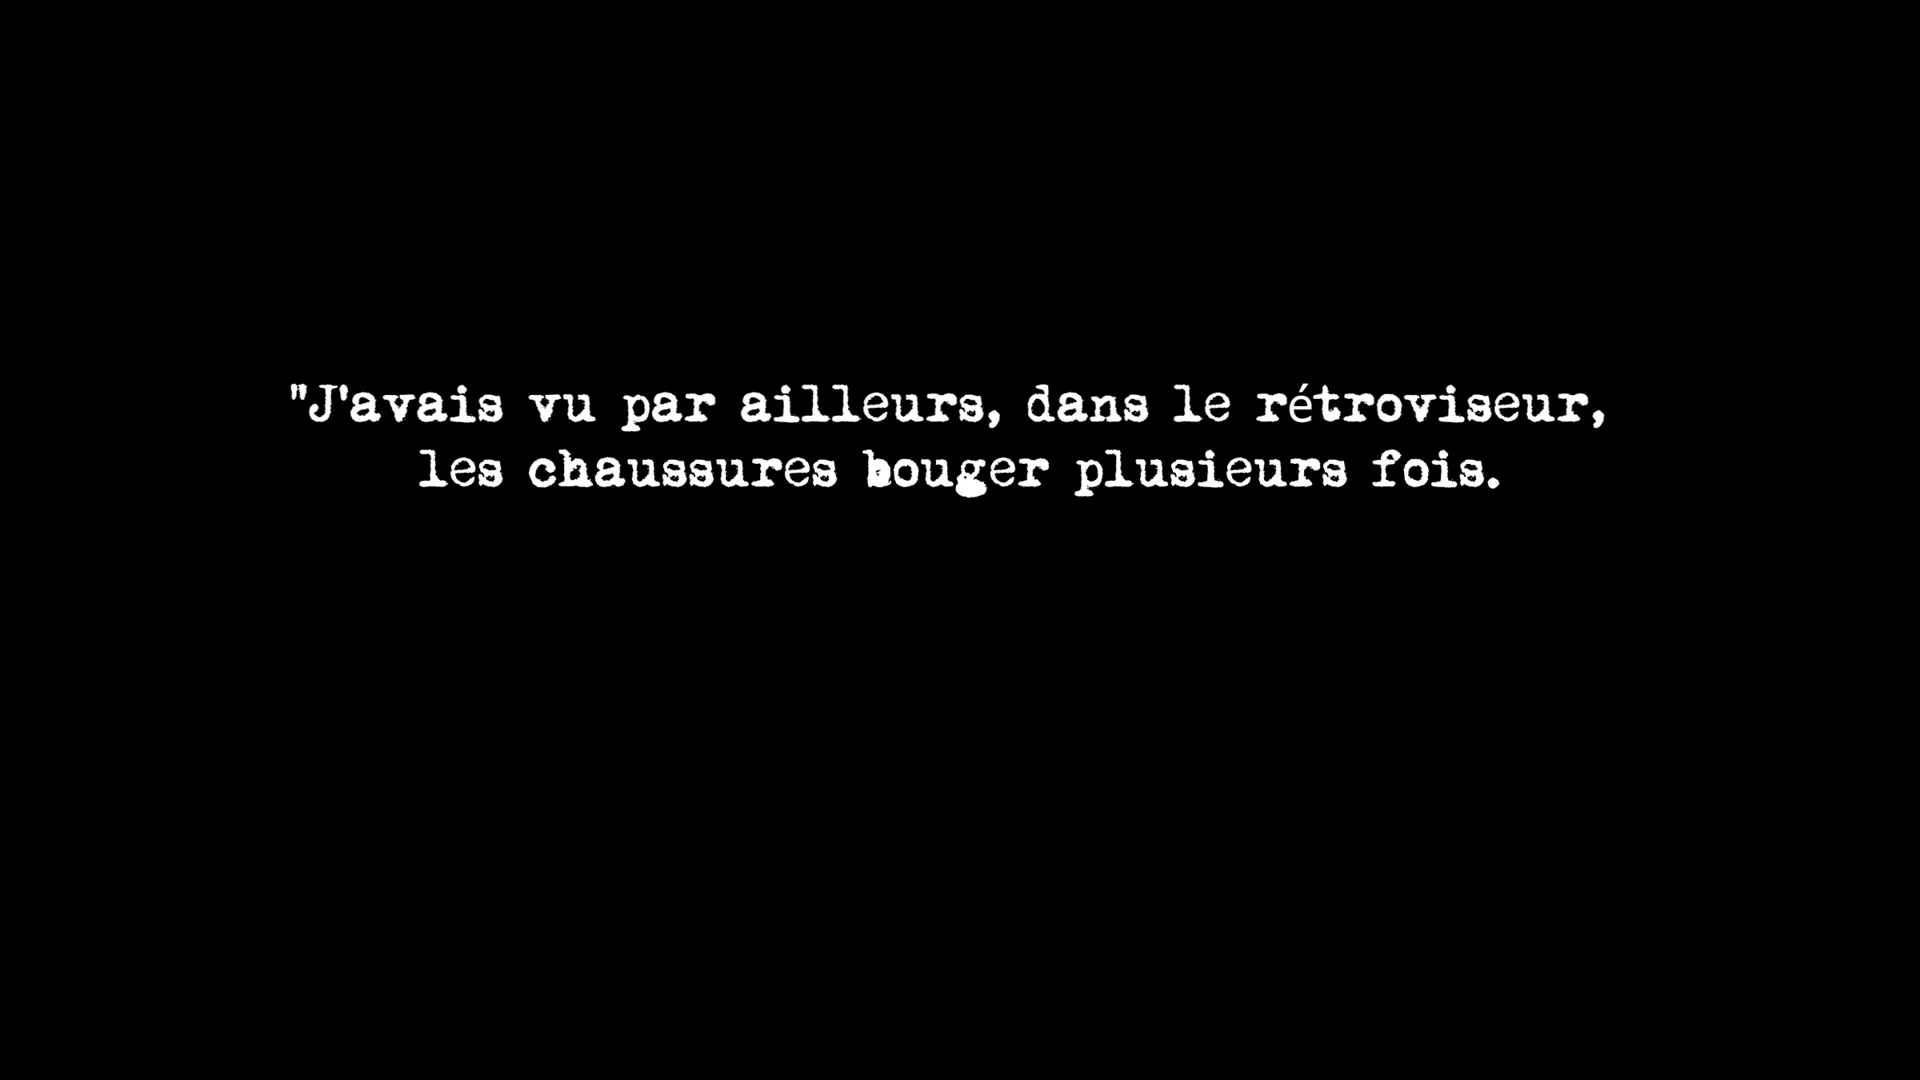 "J'avais vu par ailleurs, dans le rétroviseur,
les chaussures bouger plusieurs fois.